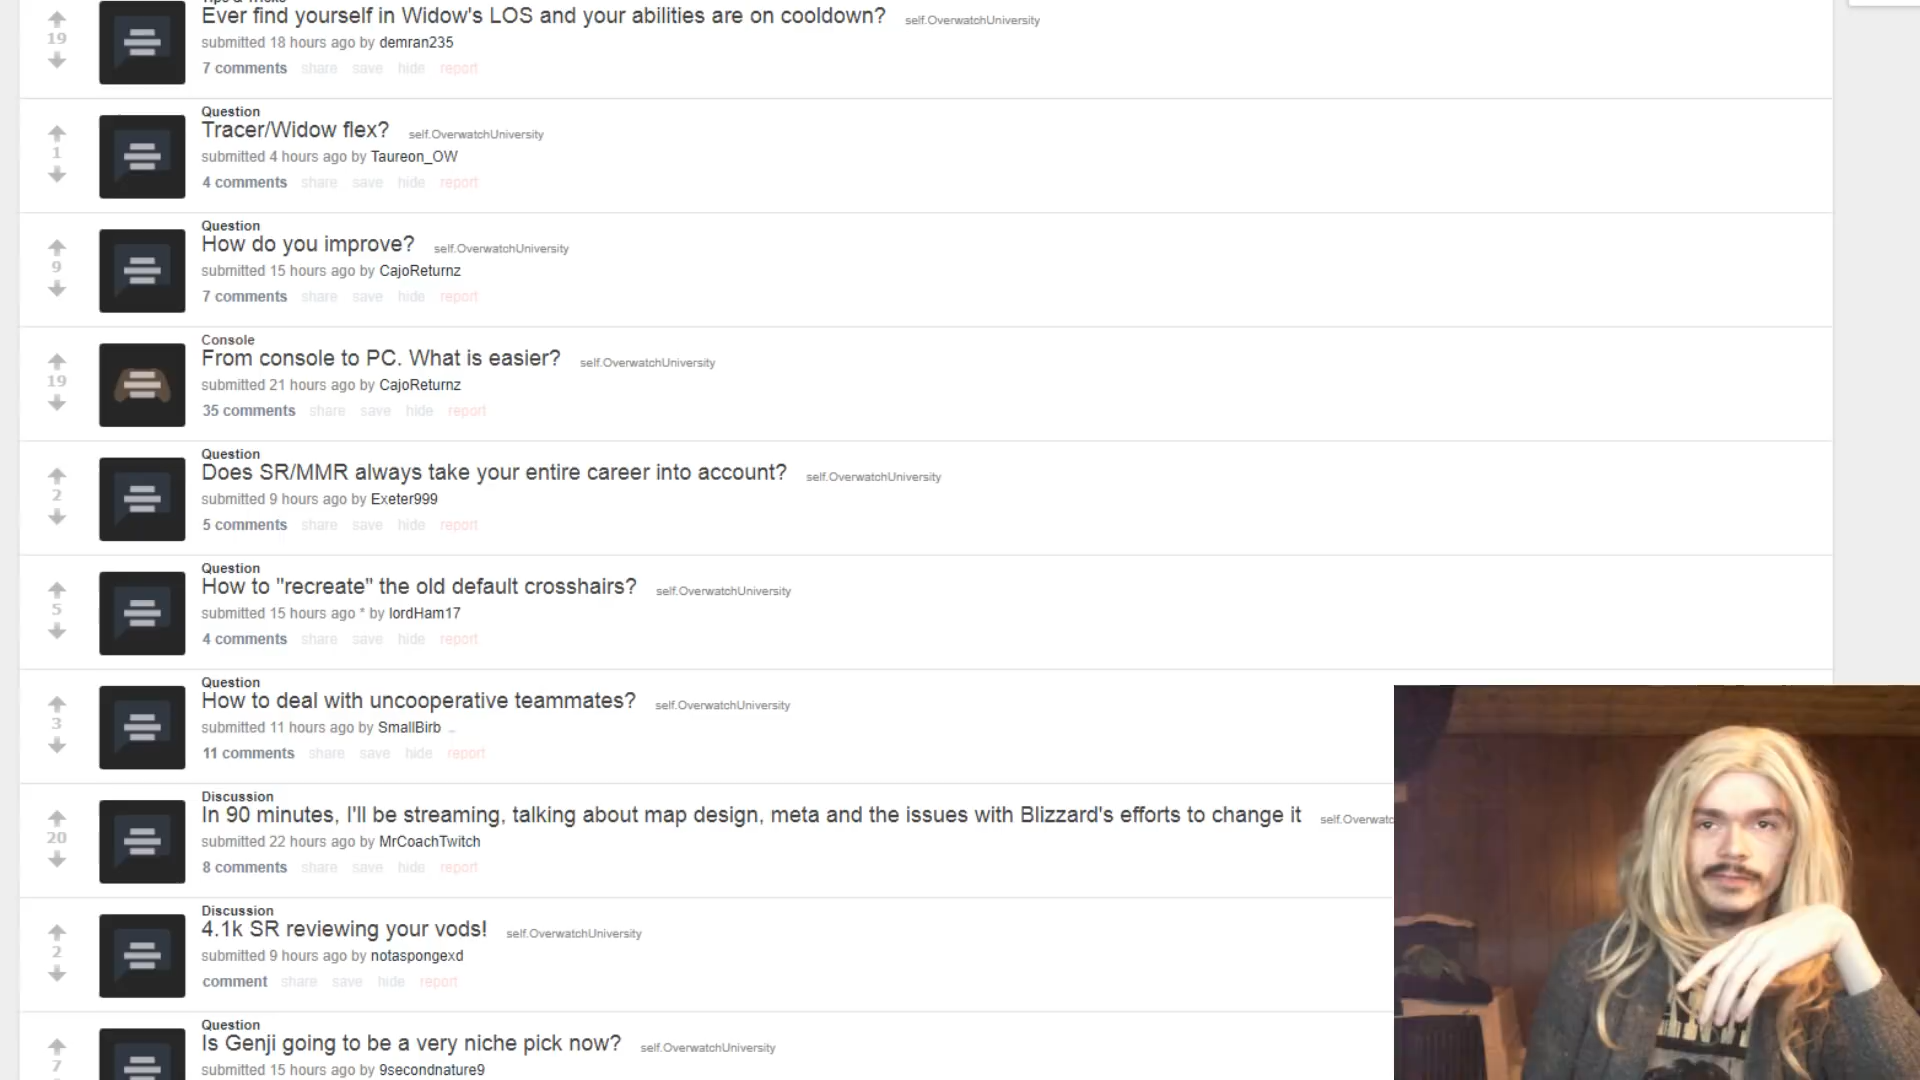 Tips & Tricks
Ever find yourself in Widow's LOS and your abilities are on cooldown? self.OverwatchUniversity
19
submitted 18 hours ago by demran235
7 comments share save hide report
Question
Tracer/Widow flex? self.OverwatchUniversity
1
submitted 4 hours ago by Taureon_OW
4 comments share save hide report
Question
How do you improve? self.OverwatchUniversity
9
submitted 15 hours ago by CajoReturnz
7 comments share save hide report
Console
From console to PC. What is easier? self.OverwatchUniversity
19
submitted 21 hours ago by CajoReturnz
35 comments share save hide report
Question
Does SR/MMR always take your entire career into account? self.OverwatchUniversity
2
submitted 9 hours ago by Exeter999
5 comments share save hide report
Question
How to "recreate" the old default crosshairs? self.OverwatchUniversity
5
submitted 15 hours ago * by lordHam17
4 comments share save hide report
Question
How to deal with uncooperative teammates? self.OverwatchUniversity
3
submitted 11 hours ago by SmallBirb
11 comments share save hide report
Discussion
In 90 minutes, I'll be streaming, talking about map design, meta and the issues with Blizzard's efforts to change it self.Overwatc
20
submitted 22 hours ago by MrCoachTwitch
8 comments share save hide report
Discussion
4.1k SR reviewing your vods! self.OverwatchUniversity
2
submitted 9 hours ago by notaspongexd
comment share save hide report
Question
Is Genji going to be a very niche pick now? self.OverwatchUniversity
7
submitted 15 hours ago by 9secondnature9